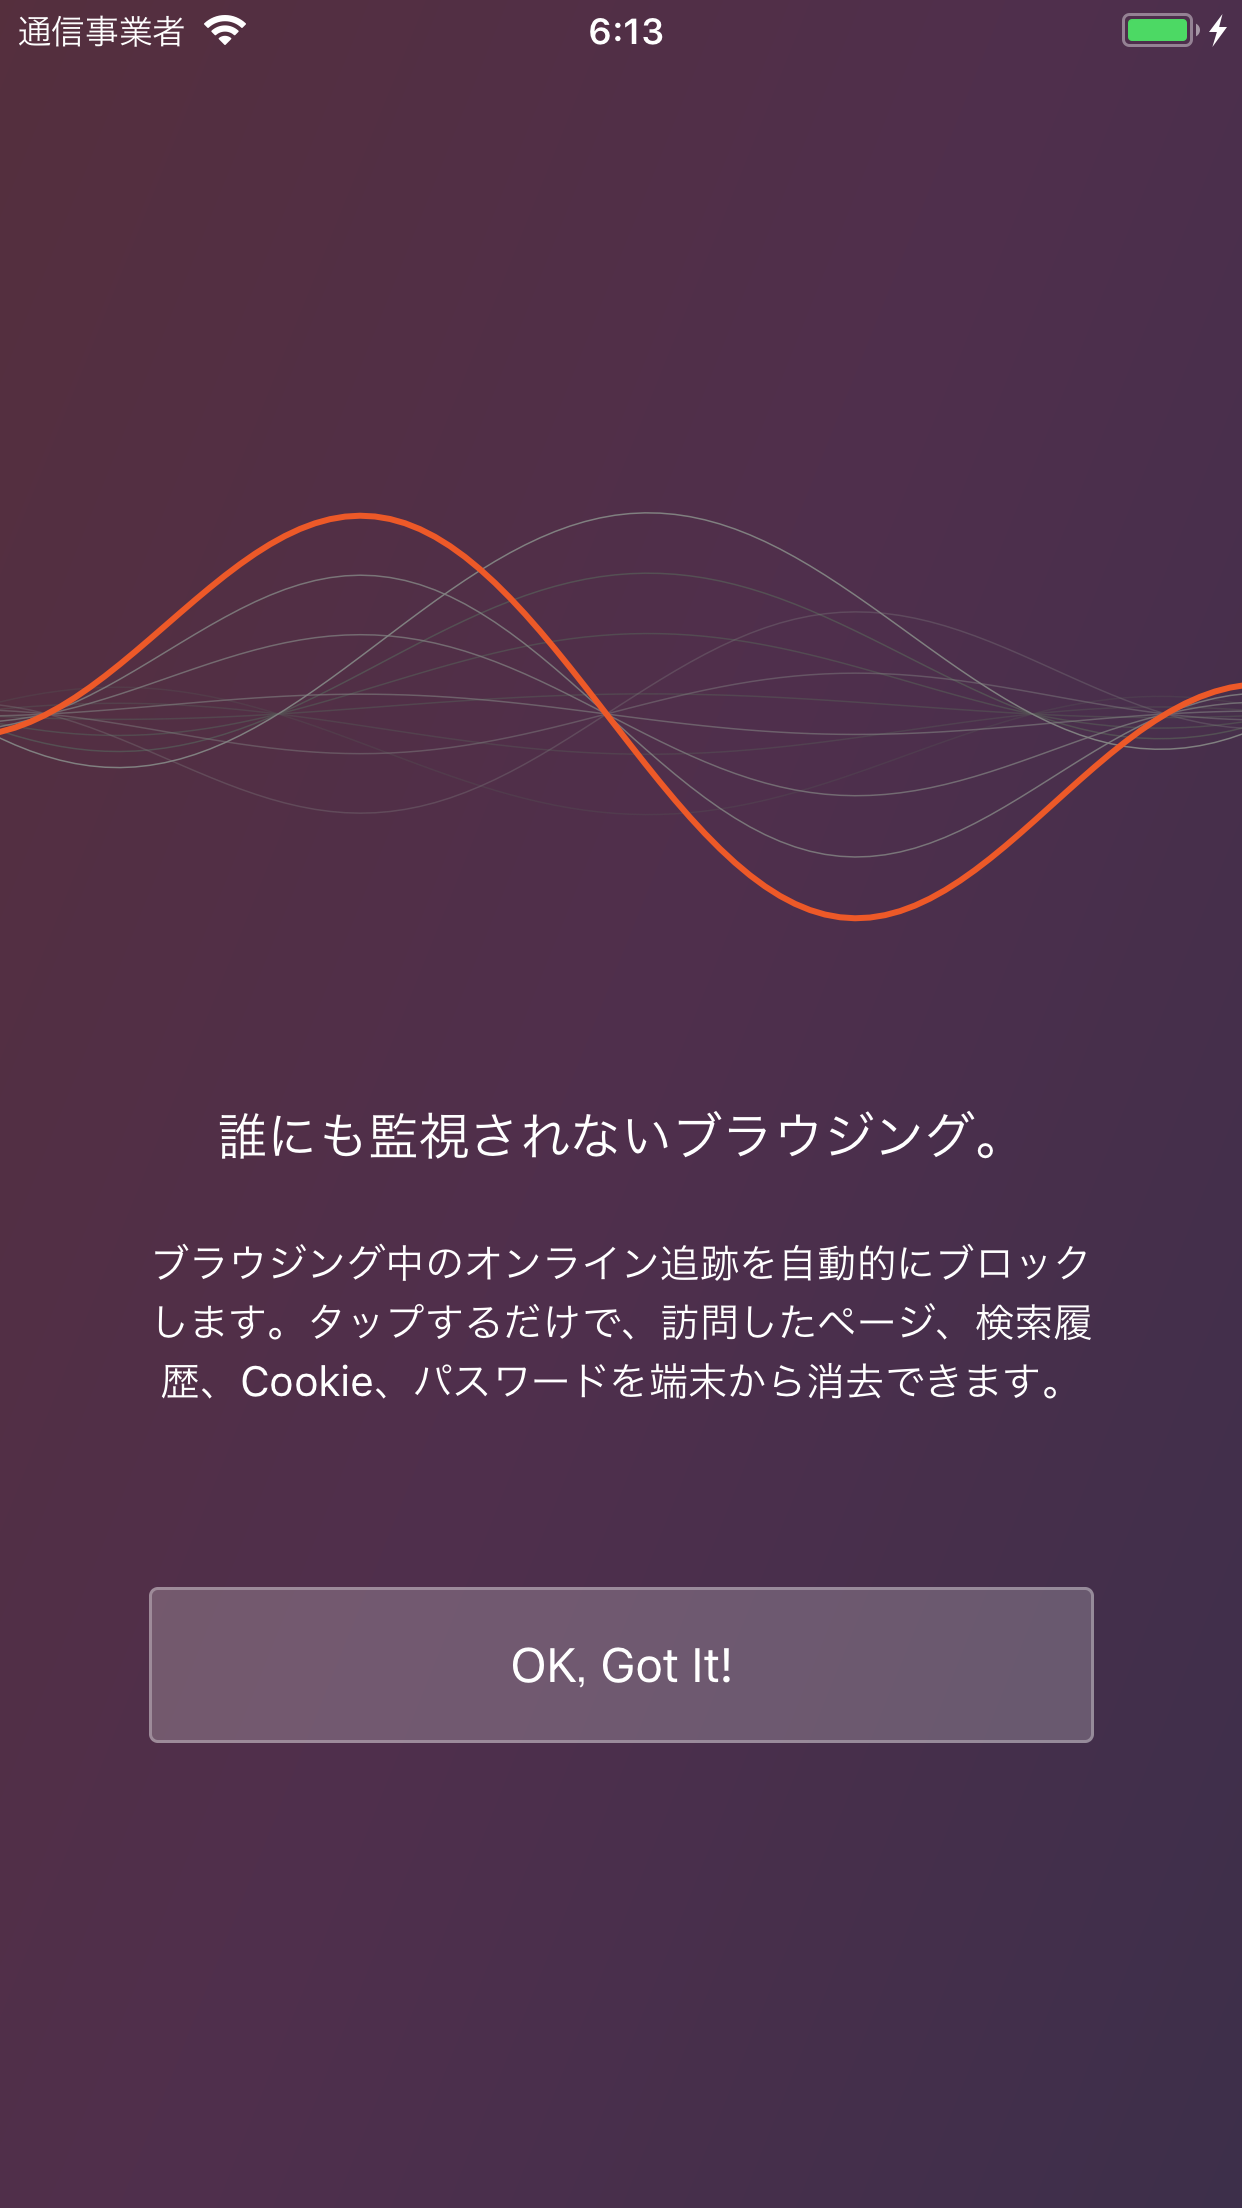 通信事業者 6:13
誰にも監視されないブラウジング。
ブラウジング中のオンライン追跡を自動的にブロック
します。タップするだけで、訪問したページ、検索履
歴、Cookie、パスワードを端末から消去できます。
OK, Got It!